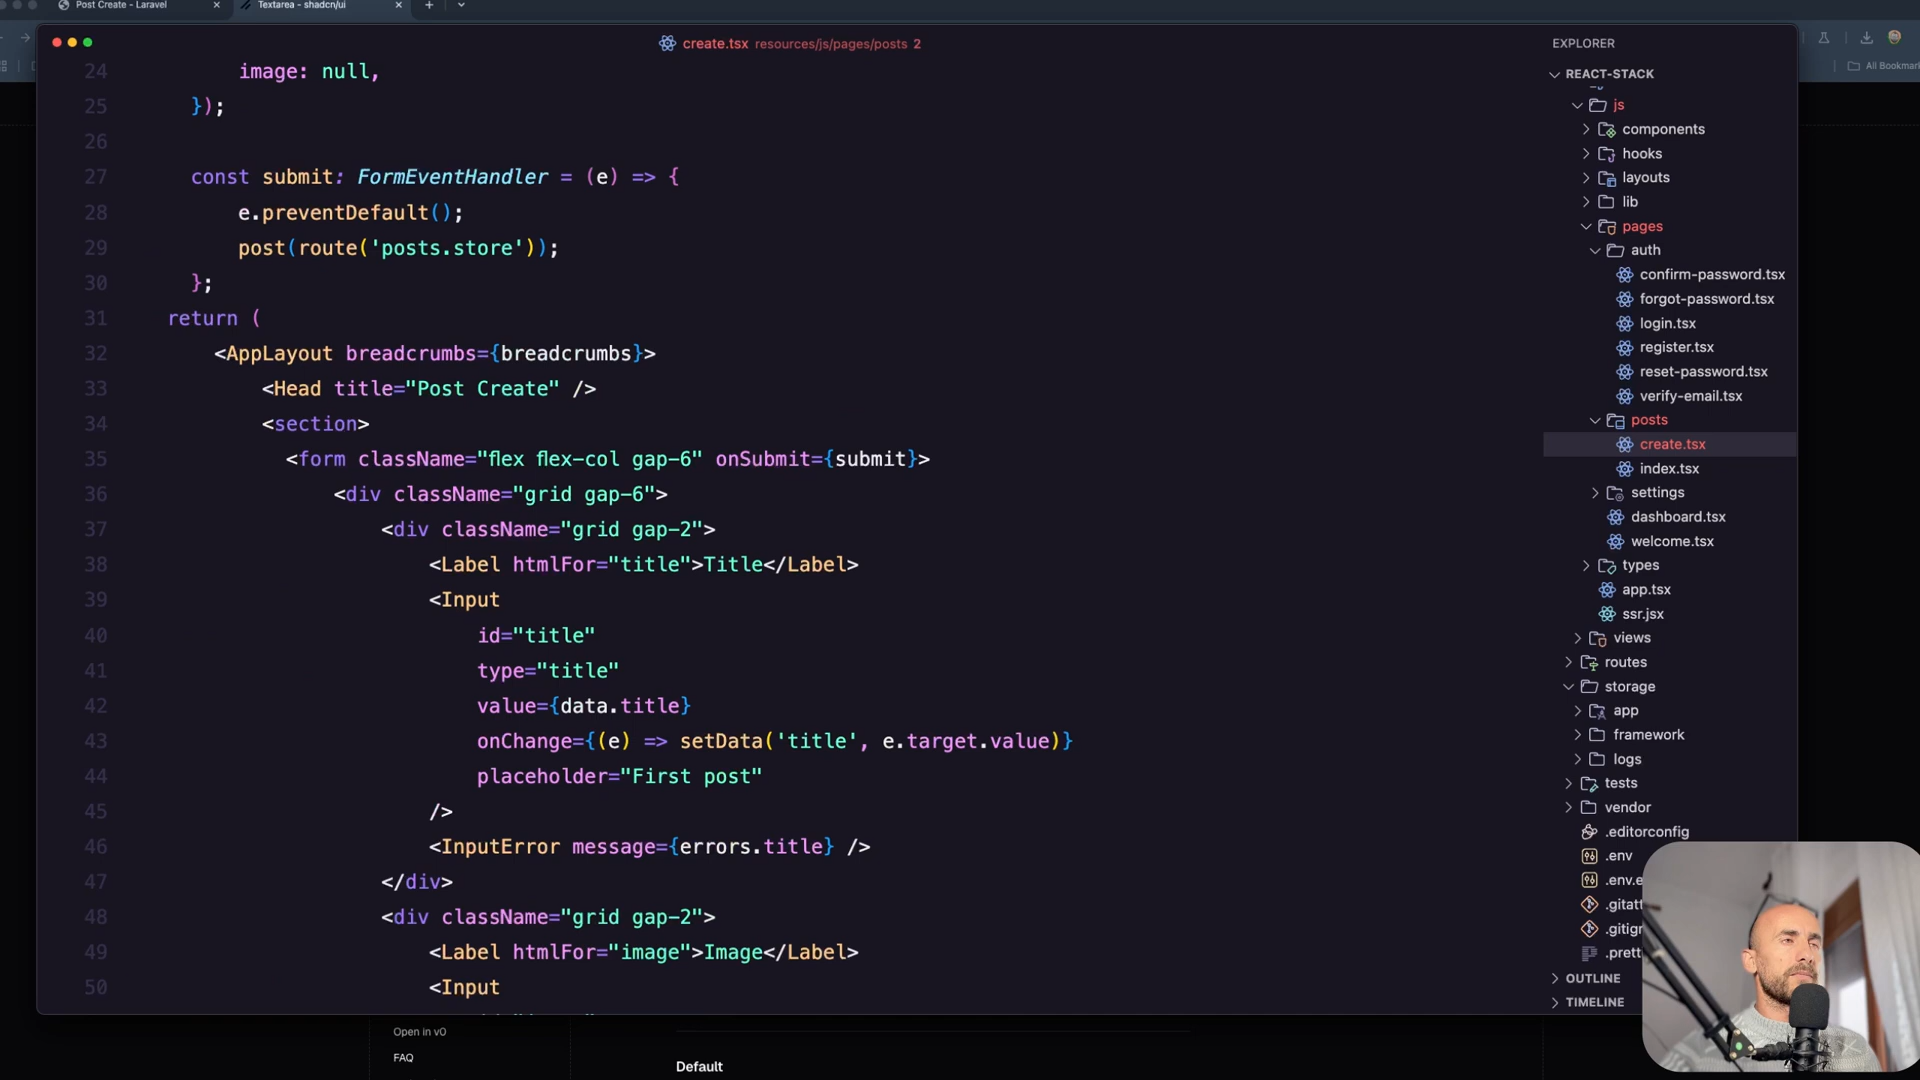 Post Create - Laravel
Textarea - shadcn/ui
All Bookmar
create.tsx resources/js/pages/posts 2
24 image: null,
25 });
26
27 const submit: FormEventHandler = (e) => {
28 e.preventDefault();
29 post(route('posts.store'));
30 };
31 return (
32 <AppLayout breadcrumbs={breadcrumbs}>
33 <Head title="Post Create" />
34 <section>
35 <form className="flex flex-col gap-6" onSubmit={submit}>
36 <div className="grid gap-6">
37 <div className="grid gap-2">
38 <Label htmlFor="title">Title</Label>
39 <Input
40 id="title"
41 type="title"
42 value={data.title}
43 onChange={(e) => setData('title', e.target.value)}
44 placeholder="First post"
45 />
46 <InputError message={errors.title} />
47 </div>
48 <div className="grid gap-2">
49 <Label htmlFor="image">Image</Label>
50 <Input
EXPLORER
REACT-STACK
js
components
hooks
layouts
lib
pages
auth
confirm-password.tsx
forgot-password.tsx
login.tsx
register.tsx
reset-password.tsx
verify-email.tsx
posts
create.tsx
index.tsx
settings
dashboard.tsx
welcome.tsx
types
app.tsx
ssr.jsx
views
routes
storage
app
framework
logs
tests
vendor
.editorconfig
.env
.env.e
.gitatt
.gitign
.prett
OUTLINE
TIMELINE
Open in v0
FAQ
Default